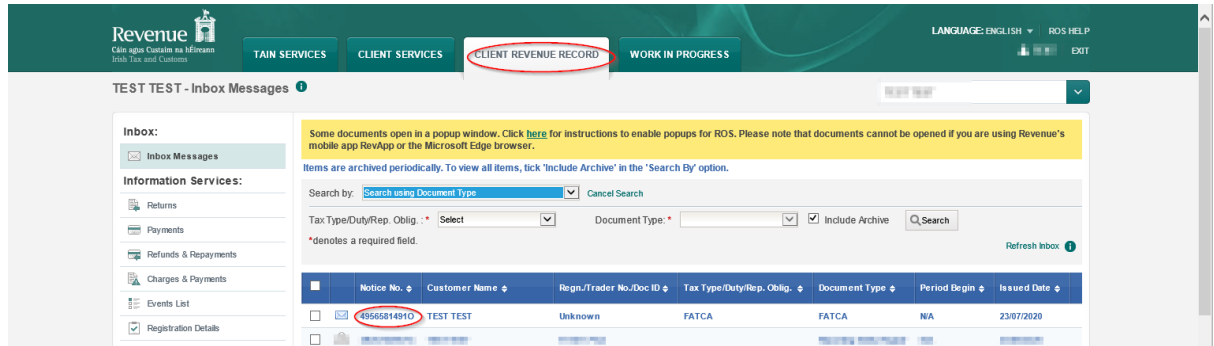 LANGUAGE: ENGLISH ROS HELP
Revenue
Cáin agus Custaim na hÉireann
Irish Tax and Customs
TAIN SERVICES CLIENT SERVICES CLIENT REVENUE RECORD WORK IN PROGRESS
EXIT
TEST TEST - Inbox Messages i
Inbox:
Inbox Messages
Information Services:
Returns
Payments
Refunds & Repayments
Charges & Payments
Events List
Registration Details
Some documents open in a popup window. Click here for instructions to enable popups for ROS. Please note that documents cannot be opened if you are using Revenue's
mobile app RevApp or the Microsoft Edge browser.
Items are archived periodically. To view all items, tick 'Include Archive' in the 'Search By' option.
Search by: Search using Document Type Cancel Search
Tax Type/Duty/Rep. Oblig. : * Select Document Type: * Include Archive Search
*denotes a required field.
Refresh Inbox i
Notice No. Customer Name Regn./Trader No./Doc ID Tax Type/Duty/Rep. Oblig. Document Type Period Begin Issued Date
4956581491O TEST TEST Unknown FATCA FATCA N/A 23/07/2020